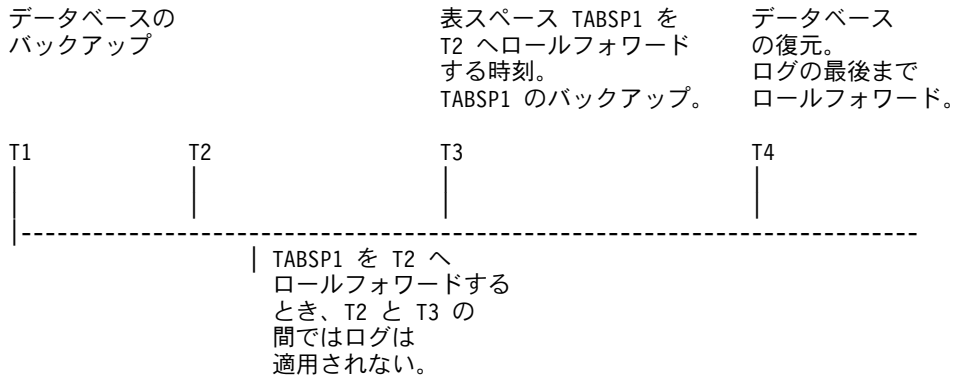 データベースの
バックアップ
表スペース TABSP1 を
T2 へロールフォワード
する時刻。
TABSP1 のバックアップ。
データベース
の復元。
ログの最後まで
ロールフォワード。
T1
T2
T3
T4
TABSP1 を T2 へ
ロールフォワードする
とき、T2 と T3 の
間ではログは
適用されない。